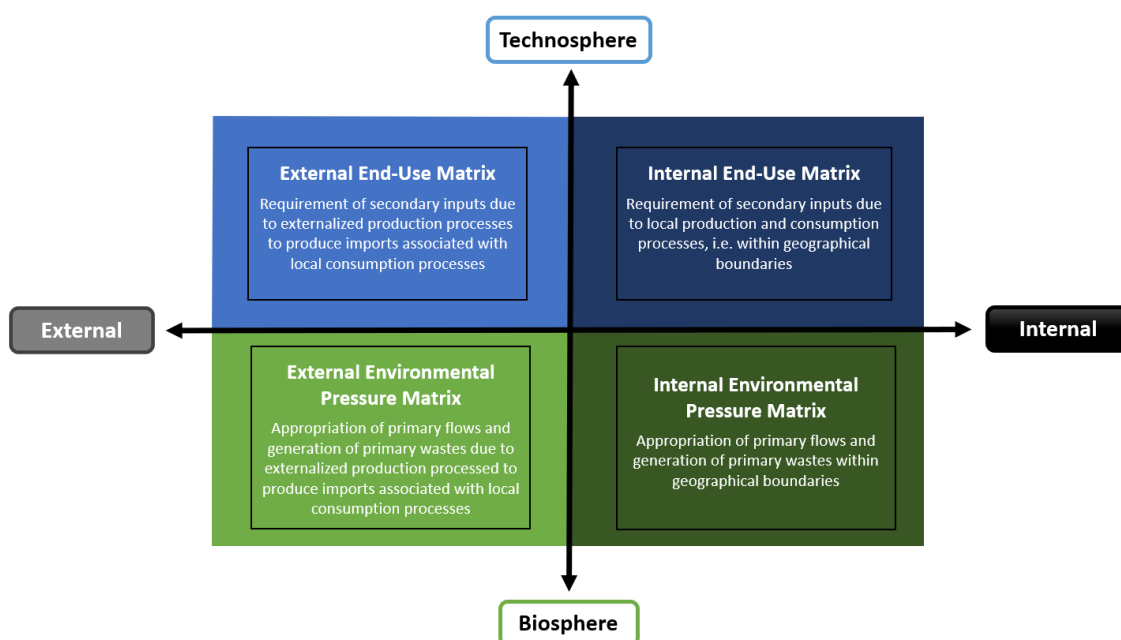 Technosphere
External End-Use Matrix
Requirement of secondary inputs due
to externalized production processes
to produce imports associated with
local consumption processes
Internal End-Use Matrix
Requirement of secondary inputs due
to local production and consumption
processes, i.e. within geographical
boundaries
External
Internal
External Environmental
Pressure Matrix
Appropriation of primary flows and
generation of primary wastes due to
externalized production processed to
produce imports associated with local
consumption processes
Internal Environmental
Pressure Matrix
Appropriation of primary flows and
generation of primary wastes within
geographical boundaries
Biosphere